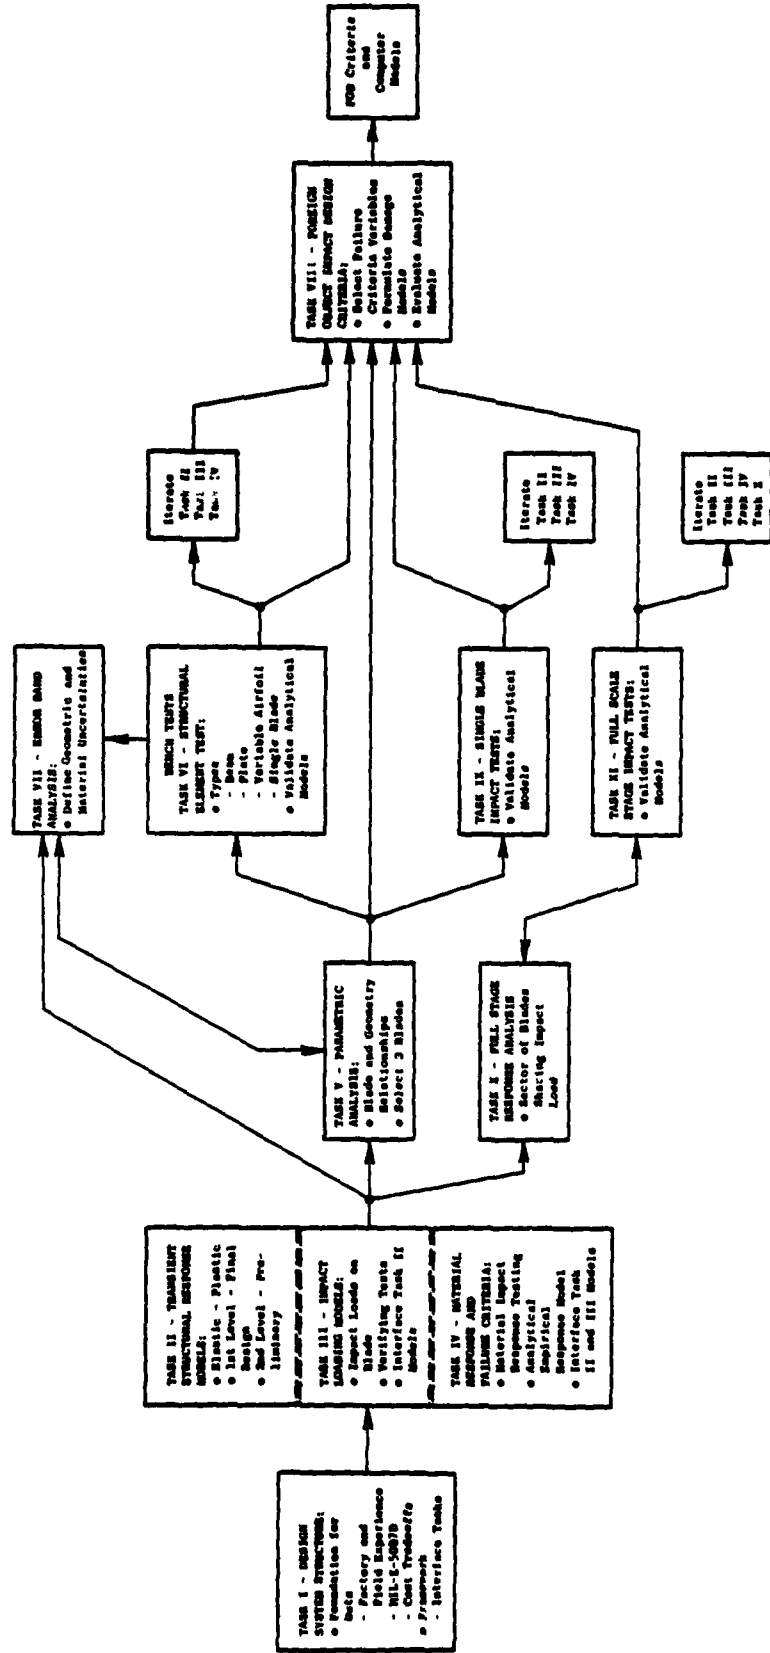 TASK I - DESIGN
SYSTEM STRUCTURE:
• Foundation for
Data
- Factory and
Field Experience
- MIL-E-5007D
- Cost Tradeoffs
• Framework
- Interface Tasks
TASK II - TRANSIENT
STRUCTURAL RESPONSE
MODELS:
• Elastic - Plastic
• 1st Level - Final
Design
• 2nd Level - Pre-
liminary
TASK III - IMPACT
LOADING MODELS:
• Impact Loads on
Blade
• Verifying Tests
• Interface Task II
Models
TASK IV - MATERIAL
RESPONSE AND
FAILURE CRITERIA:
• Material Impact
Response Testing
• Analytical
Empirical
Response Model
• Interface Task
II and III Models
TASK V - PARAMETRIC
ANALYSIS:
• Blade and Geometry
Relationships
• Select 3 Blades
TASK X - FULL STAGE
RESPONSE ANALYSIS
• Sector of Blades
Sharing Impact
Load
TASK VII - ERROR BAND
ANALYSIS:
• Define Geometric and
Material Uncertainties
BENCH TESTS
TASK VI - STRUCTURAL
ELEMENT TEST:
• Types
- Beam
- Plate
- Variable Airfoil
- Single Blade
• Validate Analytical
Models
TASK IX - SINGLE BLADE
IMPACT TESTS:
• Validate Analytical
Models
TASK XI - FULL SCALE
STAGE IMPACT TESTS:
• Validate Analytical
Models
Iterate
Task II
Task III
Task IV
Iterate
Task II
Task III
Task IV
Iterate
Task II
Task III
Task IV
Task X
TASK VIII - FOREIGN
OBJECT IMPACT DESIGN
CRITERIA:
• Select Failure
Criteria Variables
• Formulate Damage
Models
• Evaluate Analytical
Models
FOD Criteria
and
Computer
Models